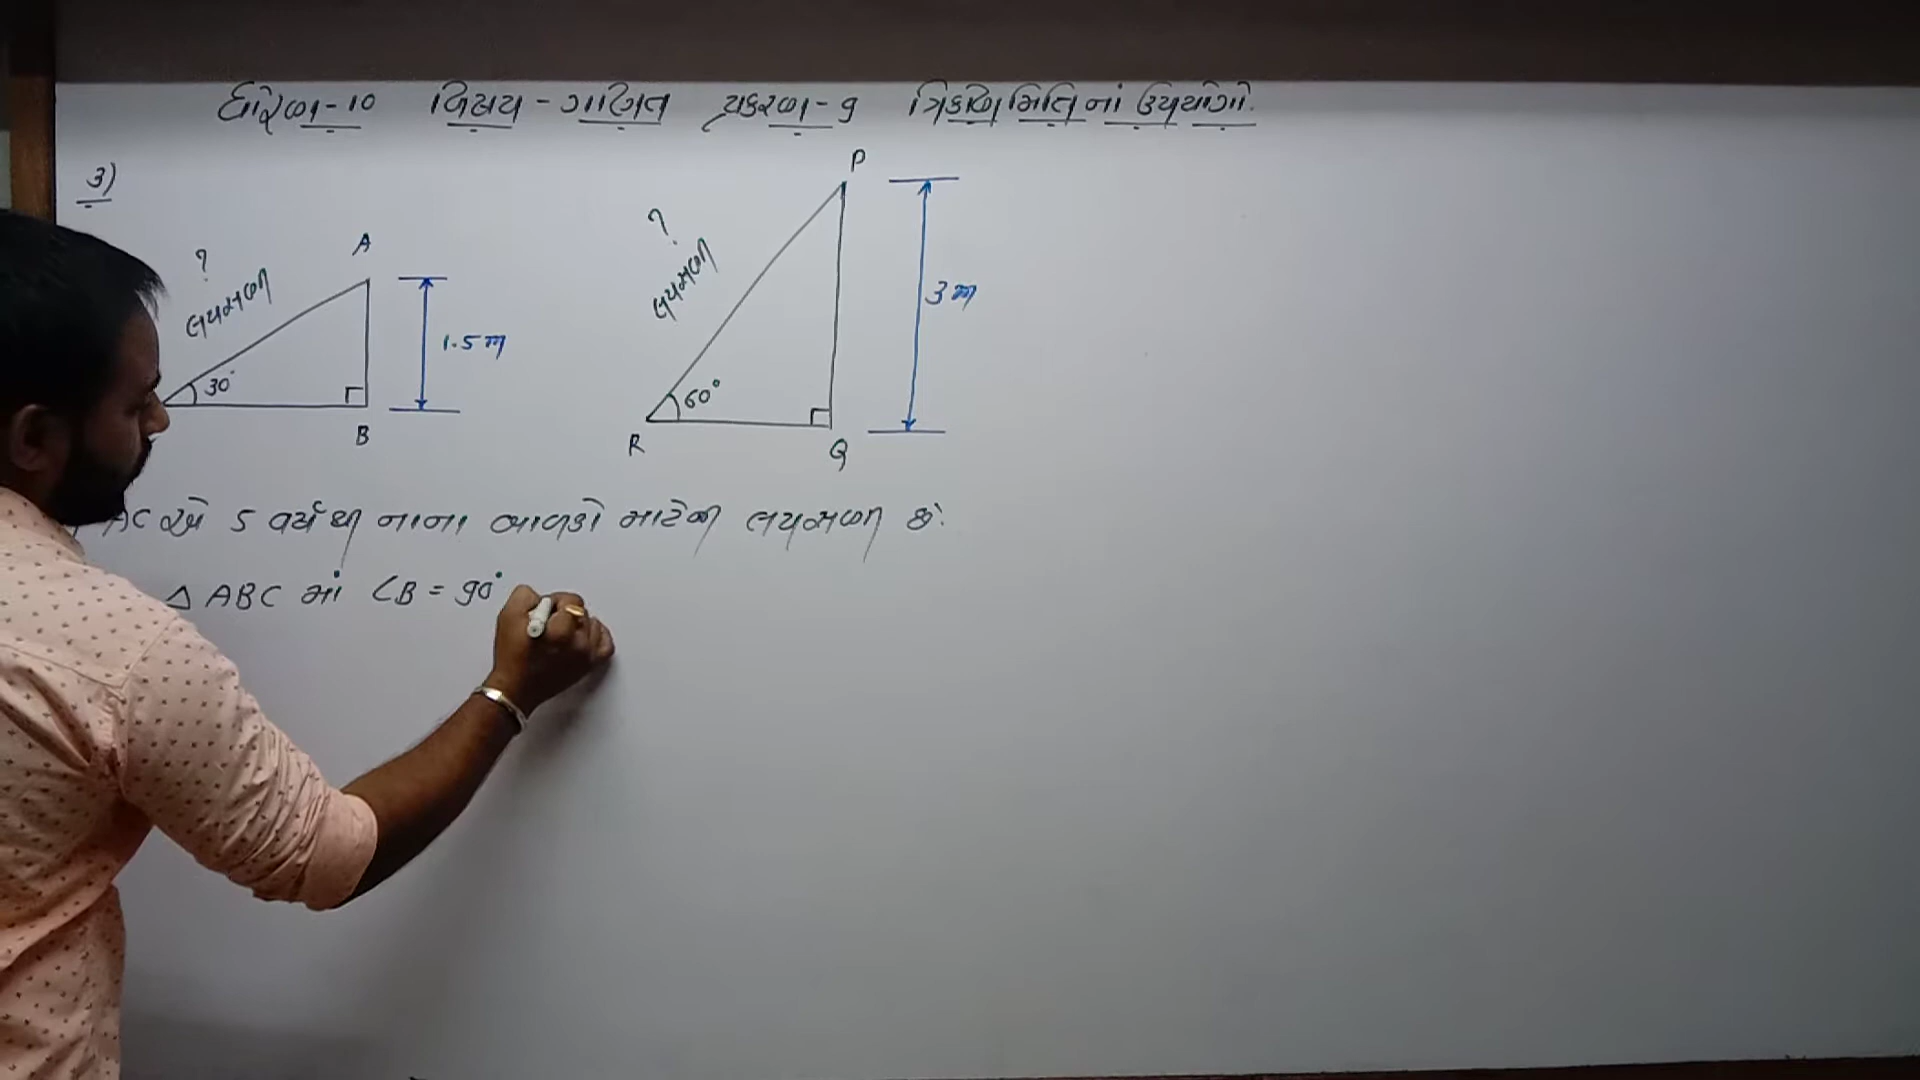 ધોરણ-10 વિષય - ગણિત પ્રકરણ - 9 ત્રિકોણમિતિનાં ઉપયોગો.
3)
?
લપસણી
A
30°
B
1.5 મી
?
લપસણી
P
60°
R
Q
3 મી
AC એ 5 વર્ષથી નાના બાળકો માટેની લપસણી છે.
△ ABC માં ∠B = 90°